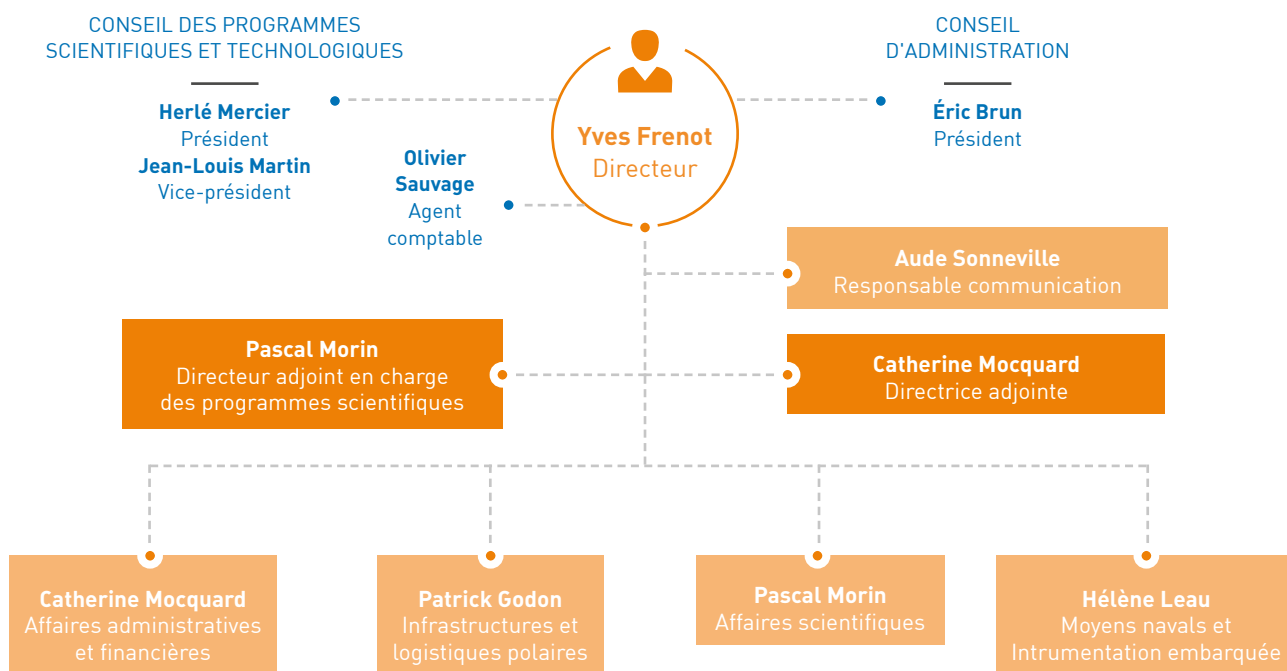 CONSEIL DES PROGRAMMES
SCIENTIFIQUES ET TECHNOLOGIQUES
Herlé Mercier
Président
Jean-Louis Martin
Vice-président
Olivier
Sauvage
Agent
comptable
Yves Frenot
Directeur
CONSEIL
D'ADMINISTRATION
Éric Brun
Président
Aude Sonneville
Responsable communication
Pascal Morin
Directeur adjoint en charge
des programmes scientifiques
Catherine Mocquard
Directrice adjointe
Catherine Mocquard
Affaires administratives
et financières
Patrick Godon
Infrastructures et
logistiques polaires
Pascal Morin
Affaires scientifiques
Hélène Leau
Moyens navals et
Intrumentation embarquée